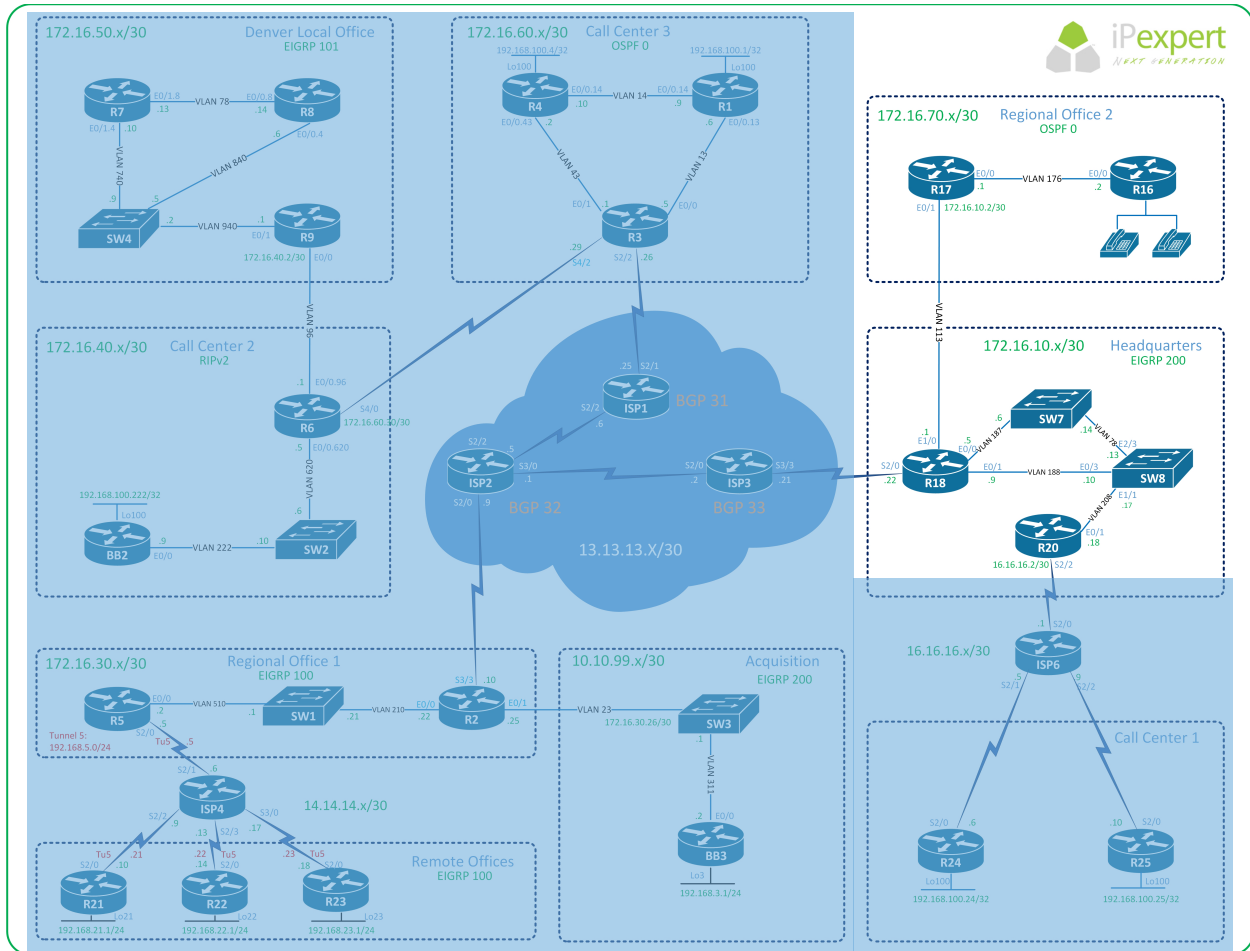 172.16.50.x/30
Denver Local Office
EIGRP 101
R7
E0/1.8
.13
VLAN 78
E0/0.8
.14
R8
E0/1.4
.10
.6
E0/0.4
VLAN 740
VLAN 840
.9
.5
SW4
.2
VLAN 940
.1
E0/1
R9
172.16.40.2/30
E0/0
VLAN 96
172.16.60.x/30
Call Center 3
OSPF 0
192.168.100.4/32
Lo100
192.168.100.1/32
Lo100
R4
E0/0.14
.10
VLAN 14
E0/0.14
.9
R1
E0/0.43
.2
.6
E0/0.13
VLAN 43
VLAN 13
E0/1
.1
.5
E0/0
R3
.29
S4/2
S2/2
.26
iPexpert
NEXT GENERATION
172.16.70.x/30
Regional Office 2
OSPF 0
R17
E0/0
.1
VLAN 176
E0/0
.2
R16
E0/1
172.16.10.2/30
VLAN 113
172.16.40.x/30
Call Center 2
RIPv2
.1
E0/0.96
R6
S4/0
172.16.60.30/30
.5
E0/0.620
VLAN 620
192.168.100.222/32
Lo100
BB2
.9
E0/0
VLAN 222
.10
.6
SW2
.25
S2/1
ISP1
BGP 31
S2/2
.6
S2/2
.5
ISP2
S3/0
.1
S2/0
.9
BGP 32
S2/0
.2
ISP3
S3/3
.21
BGP 33
13.13.13.X/30
172.16.10.x/30
Headquarters
EIGRP 200
.1
E1/0
.5
E0/0
VLAN 187
.6
SW7
.14
VLAN 78
E2/3
.13
S2/0
.22
R18
E0/1
.9
VLAN 188
E0/3
.10
SW8
E1/1
.17
VLAN 208
R20
E0/1
.18
16.16.16.2/30
S2/2
172.16.30.x/30
Regional Office 1
EIGRP 100
R5
E0/0
.2
VLAN 510
.1
SW1
.21
VLAN 210
E0/0
.22
S3/3
.10
R2
E0/1
.25
S2/0
.5
Tunnel 5:
192.168.5.0/24
Tu5
.5
VLAN 23
10.10.99.x/30
Acquisition
EIGRP 200
172.16.30.26/30
SW3
.1
VLAN 311
.2
E0/0
BB3
Lo3
192.168.3.1/24
S2/1
.6
ISP4
14.14.14.x/30
S2/2
.9
.13
S2/3
S3/0
.17
Remote Offices
EIGRP 100
Tu5
.21
S2/0
.10
R21
Lo21
192.168.21.1/24
.22
Tu5
.14
S2/0
R22
Lo22
192.168.22.1/24
.23
Tu5
.18
S2/0
R23
Lo23
192.168.23.1/24
16.16.16.x/30
.1
S2/0
ISP6
.5
S2/1
.9
S2/2
Call Center 1
S2/0
.6
R24
Lo100
192.168.100.24/32
.10
S2/0
R25
Lo100
192.168.100.25/32